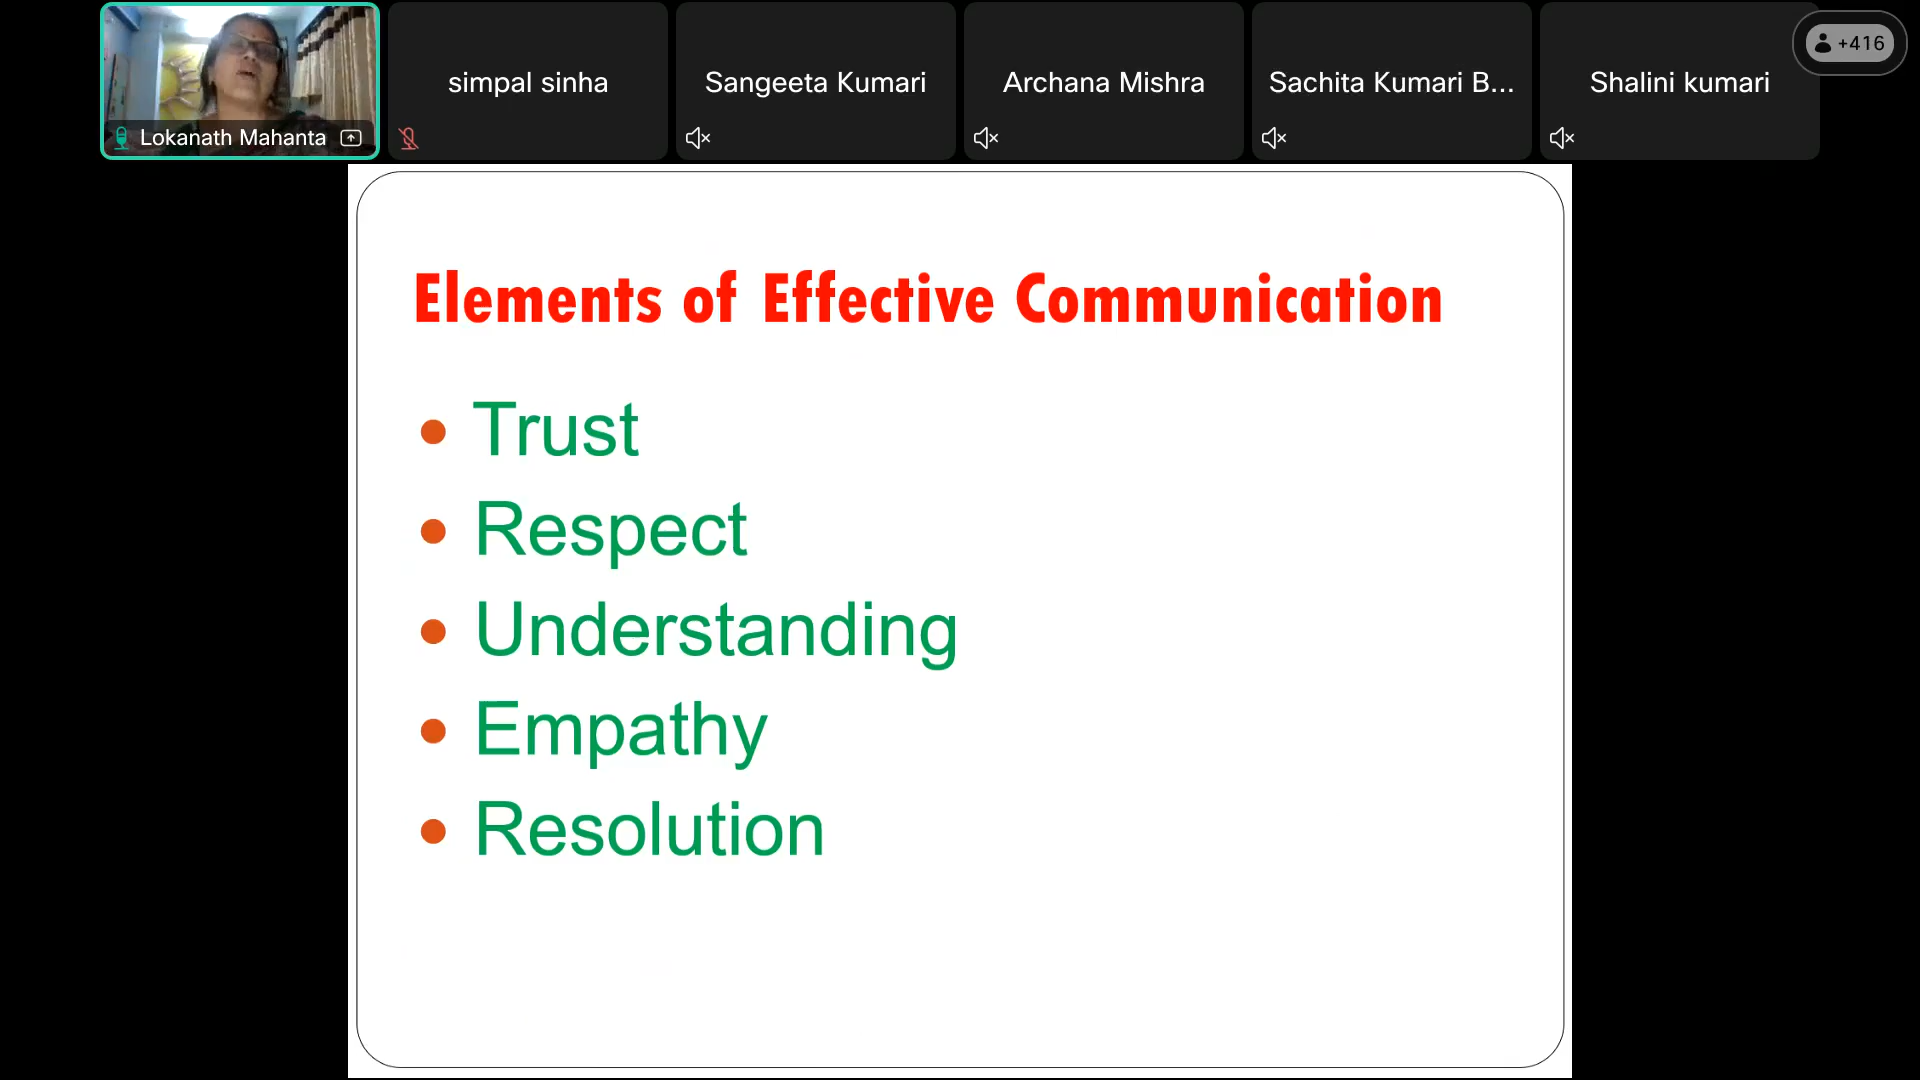 Lokanath Mahanta
simpal sinha
Sangeeta Kumari
Archana Mishra
Sachita Kumari B...
Shalini kumari
+416
Elements of Effective Communication
• Trust
• Respect
• Understanding
• Empathy
• Resolution